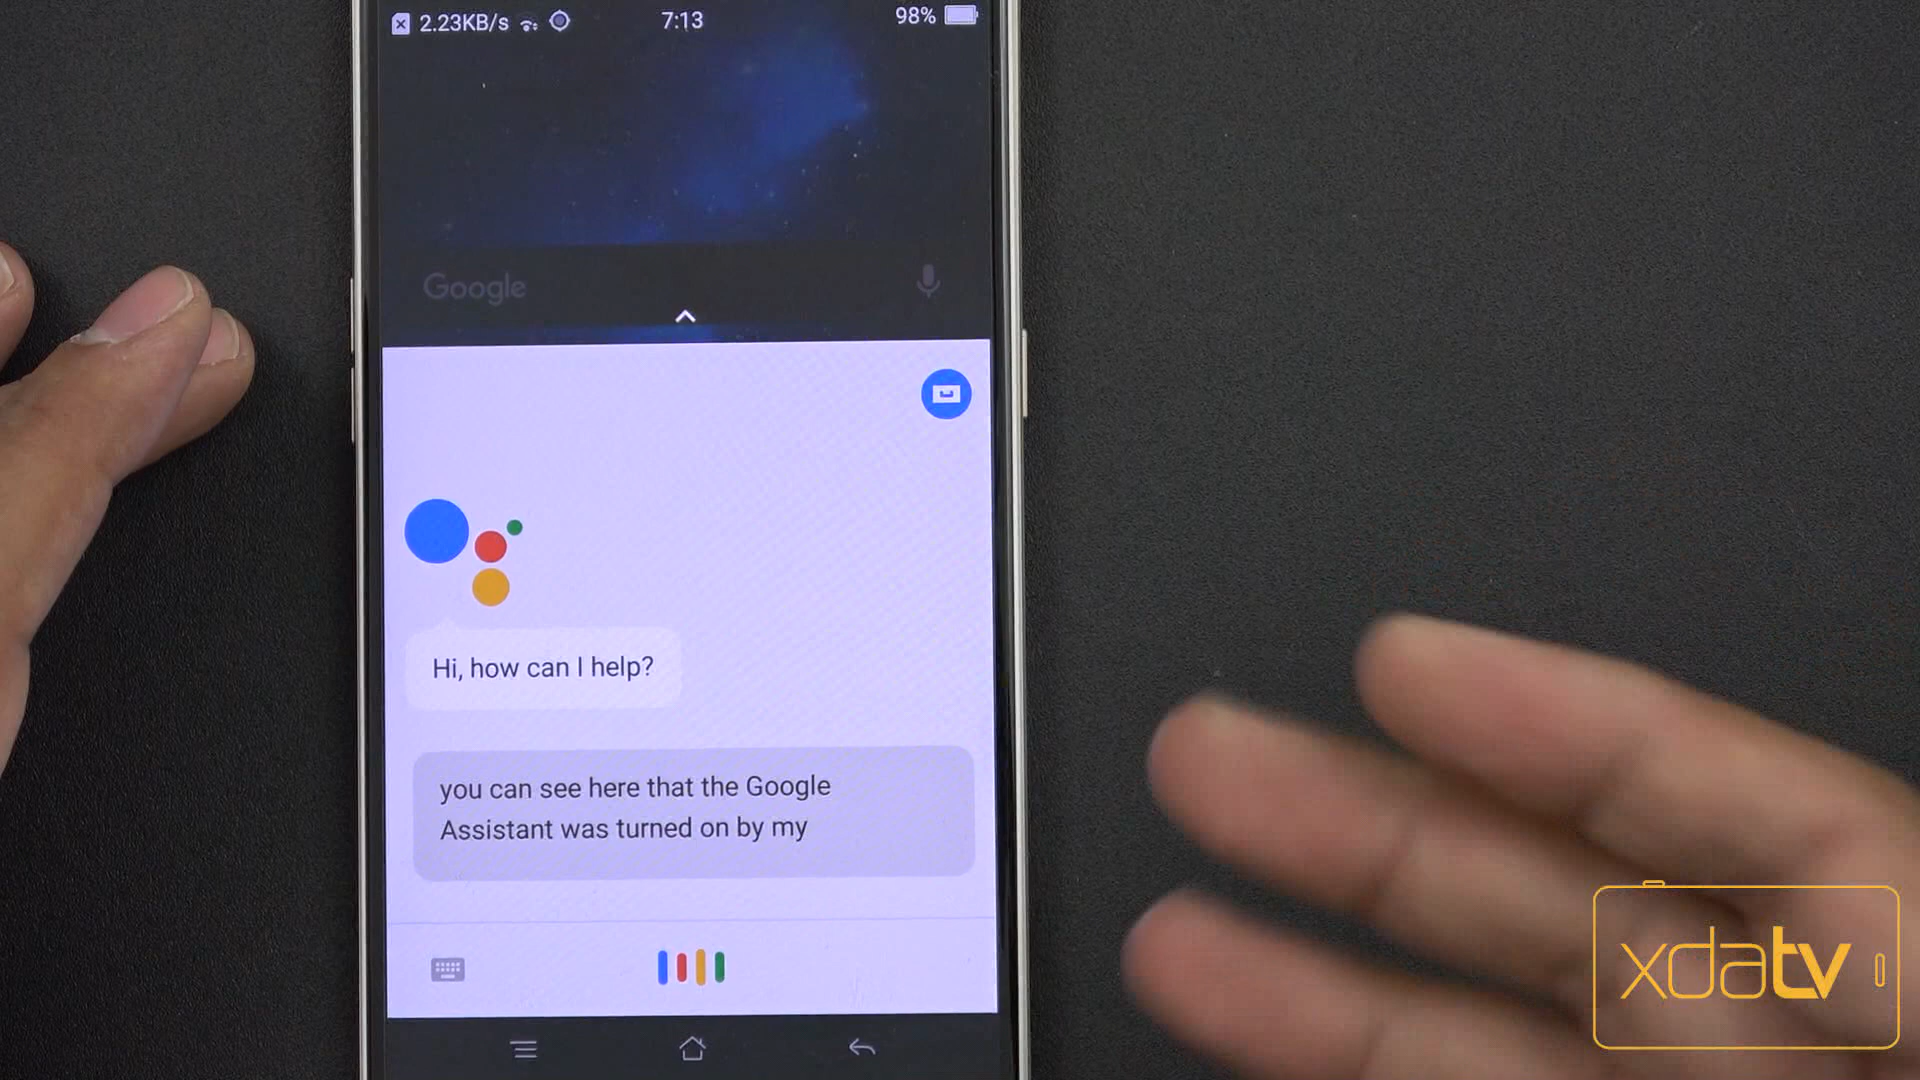 2.23KB/s
7:13
98%
Google
Hi, how can I help?
you can see here that the Google
Assistant was turned on by my
xdatv